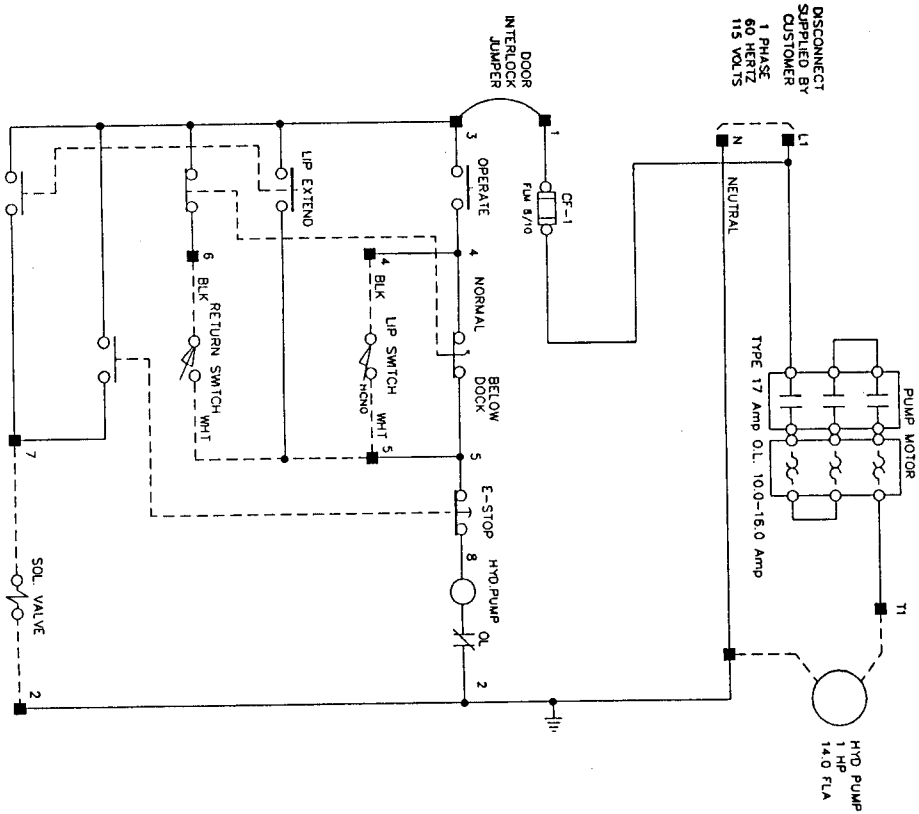 DISCONNECT
SUPPLIED BY
CUSTOMER
1 PHASE
60 HERTZ
115 VOLTS
L1
N
NEUTRAL
PUMP MOTOR
TYPE 17 Amp O.L. 10.0-16.0 Amp
T1
HYD PUMP
1 HP
14.0 FLA
DOOR
INTERLOCK
JUMPER
1
CF-1
FLM 8/10
3
OPERATE
4
NORMAL
BELOW
DOCK
5
E-STOP
8
HYD.PUMP
OL
2
4
BLK
LIP SWITCH
HCNO
WHT
5
LIP EXTEND
6
BLK
RETURN SWITCH
WHT
7
SOL. VALVE
2